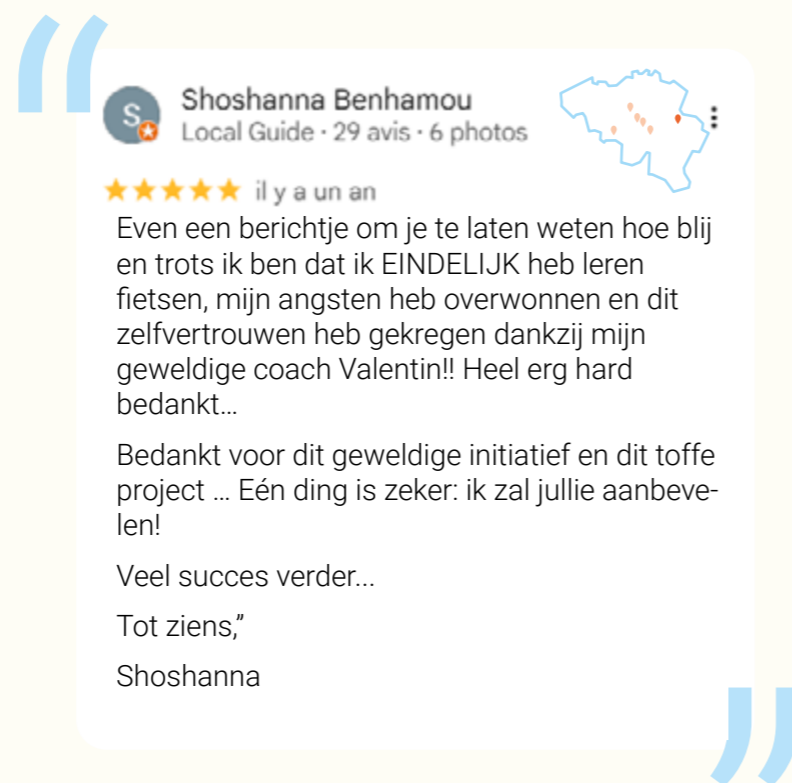 “
S
Shoshanna Benhamou
Local Guide · 29 avis · 6 photos
il y a un an
Even een berichtje om je te laten weten hoe blij
en trots ik ben dat ik EINDELIJK heb leren
fietsen, mijn angsten heb overwonnen en dit
zelfvertrouwen heb gekregen dankzij mijn
geweldige coach Valentin!! Heel erg hard
bedankt...
Bedankt voor dit geweldige initiatief en dit toffe
project ... Eén ding is zeker: ik zal jullie aanbeve-
len!
Veel succes verder...
Tot ziens,”
Shoshanna
”